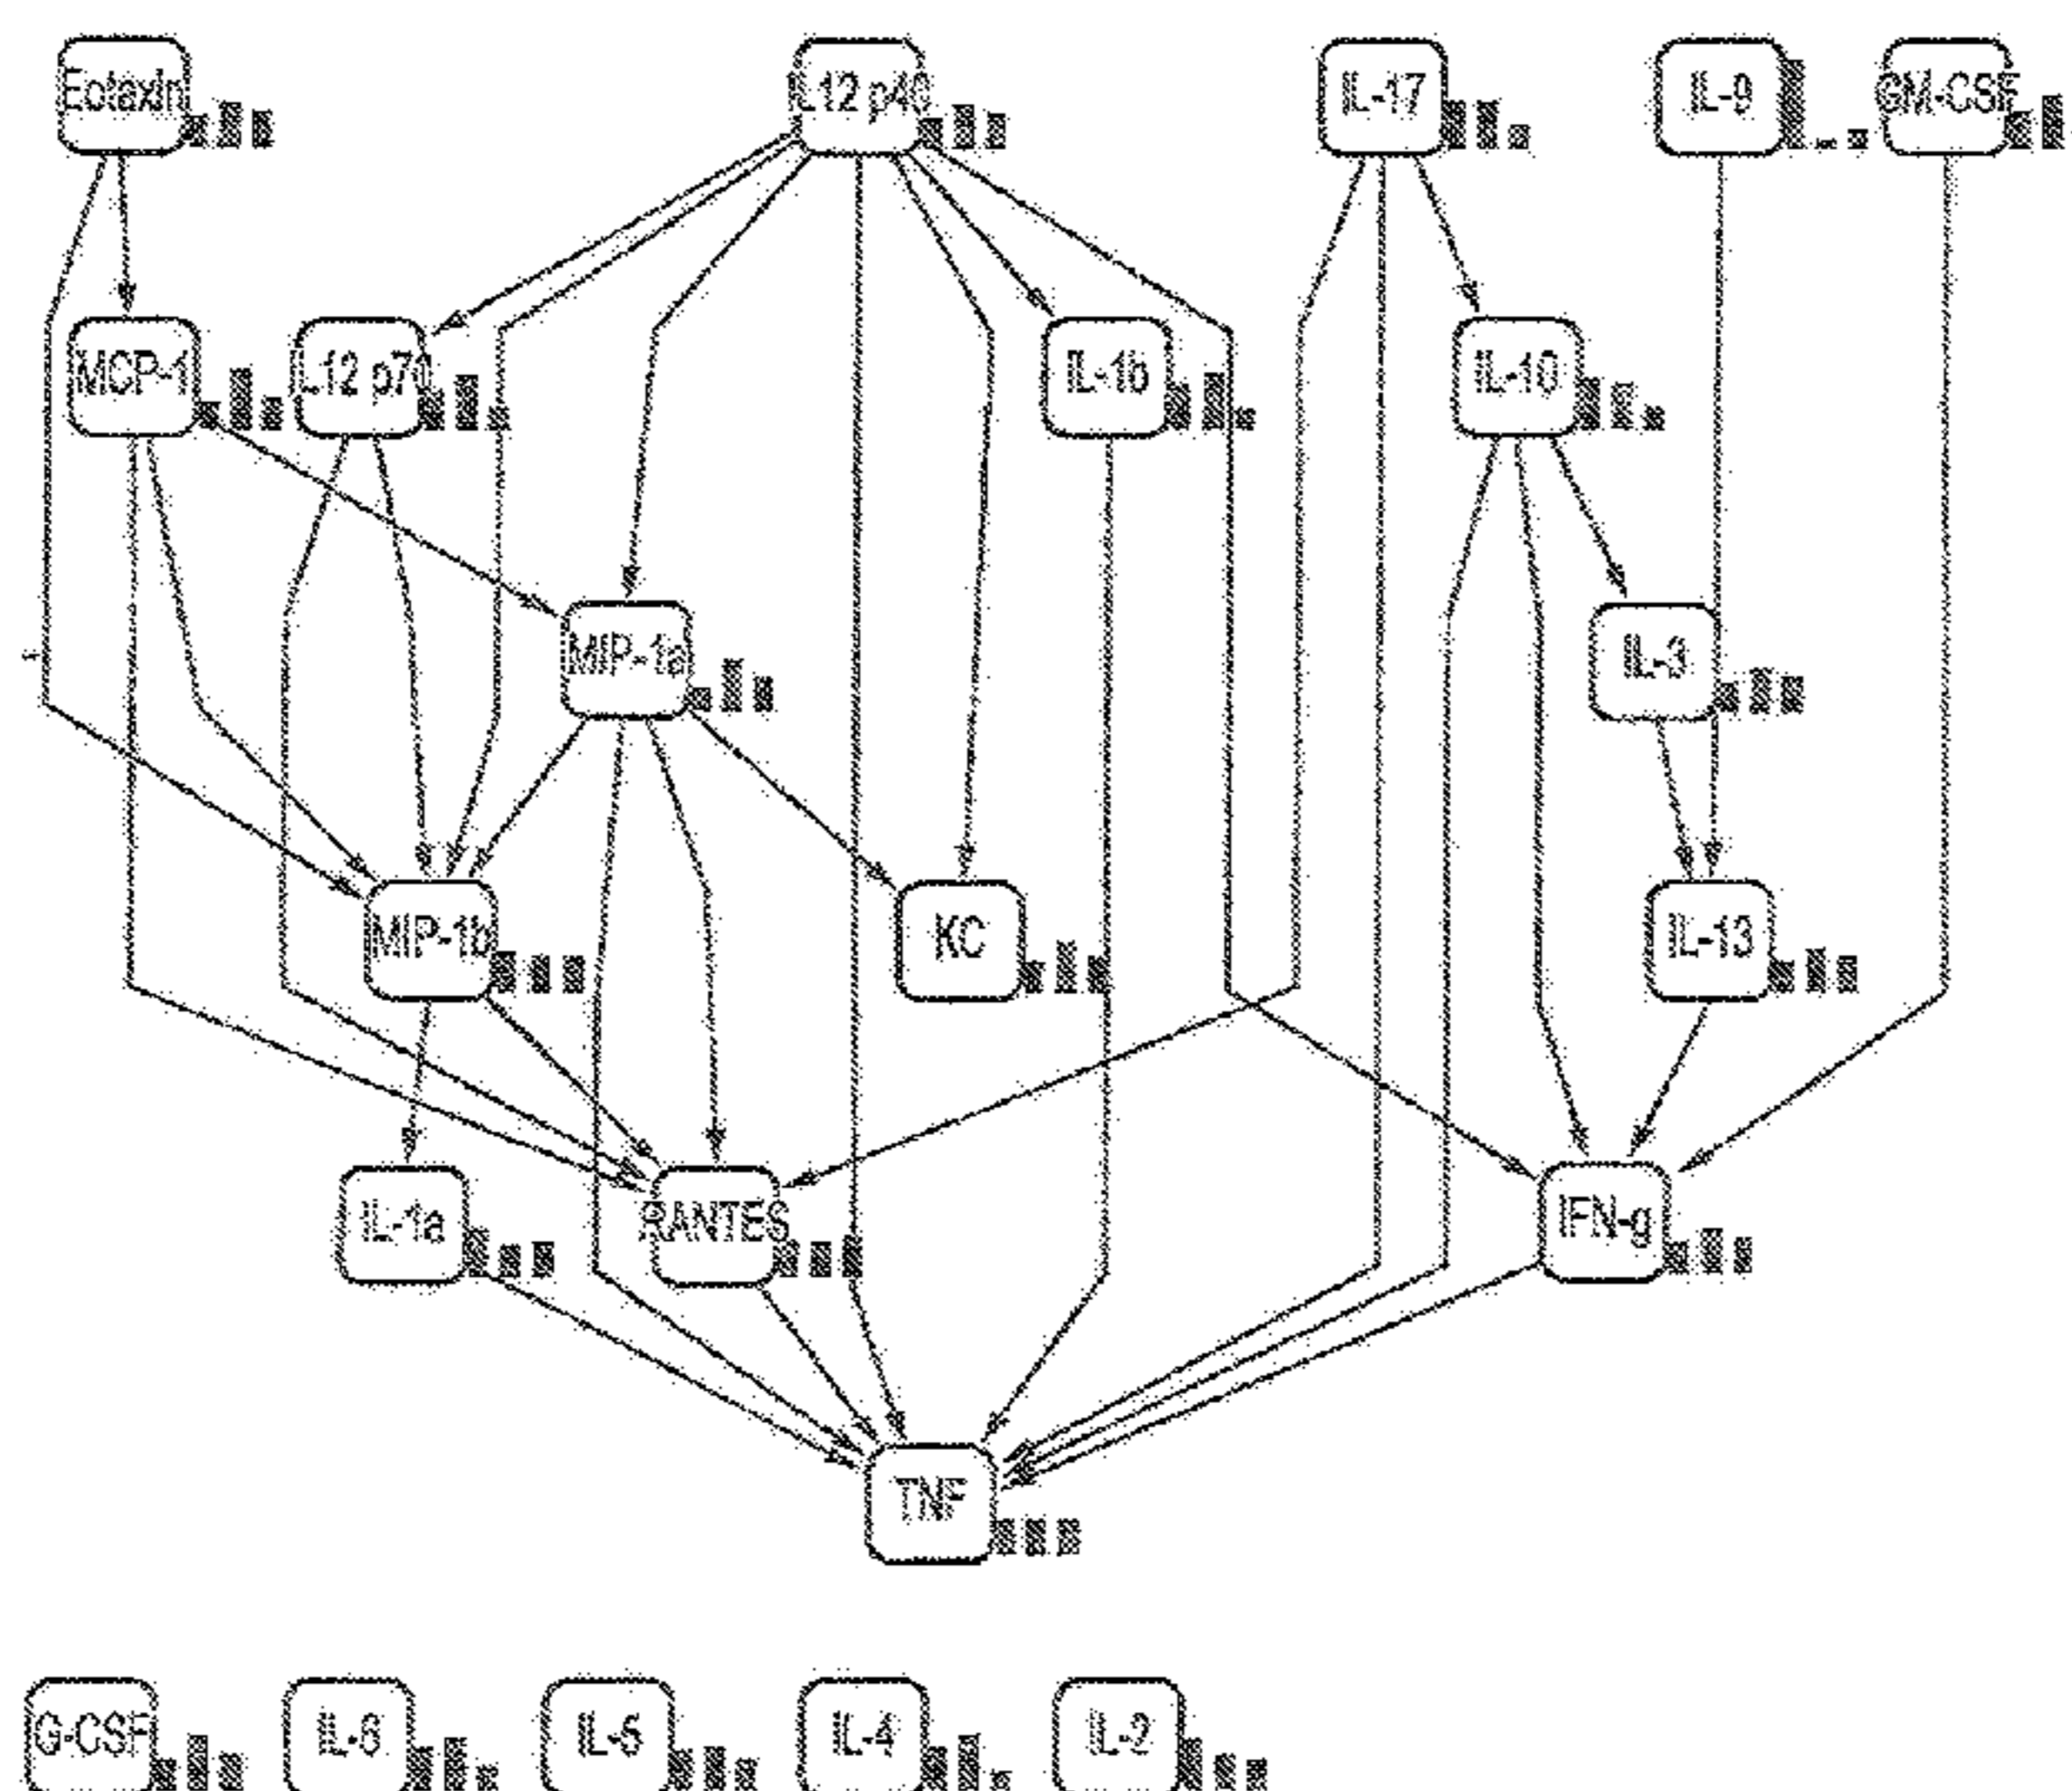 Eotaxin
IL12 p40
IL-17
IL-9
GM-CSF
MCP-1
IL12 p70
IL-1b
IL-10
MIP-1a
IL-3
MIP-1b
KC
IL-13
IL-1a
RANTES
IFN-g
TNF
G-CSF
IL-6
IL-5
IL-4
IL-2